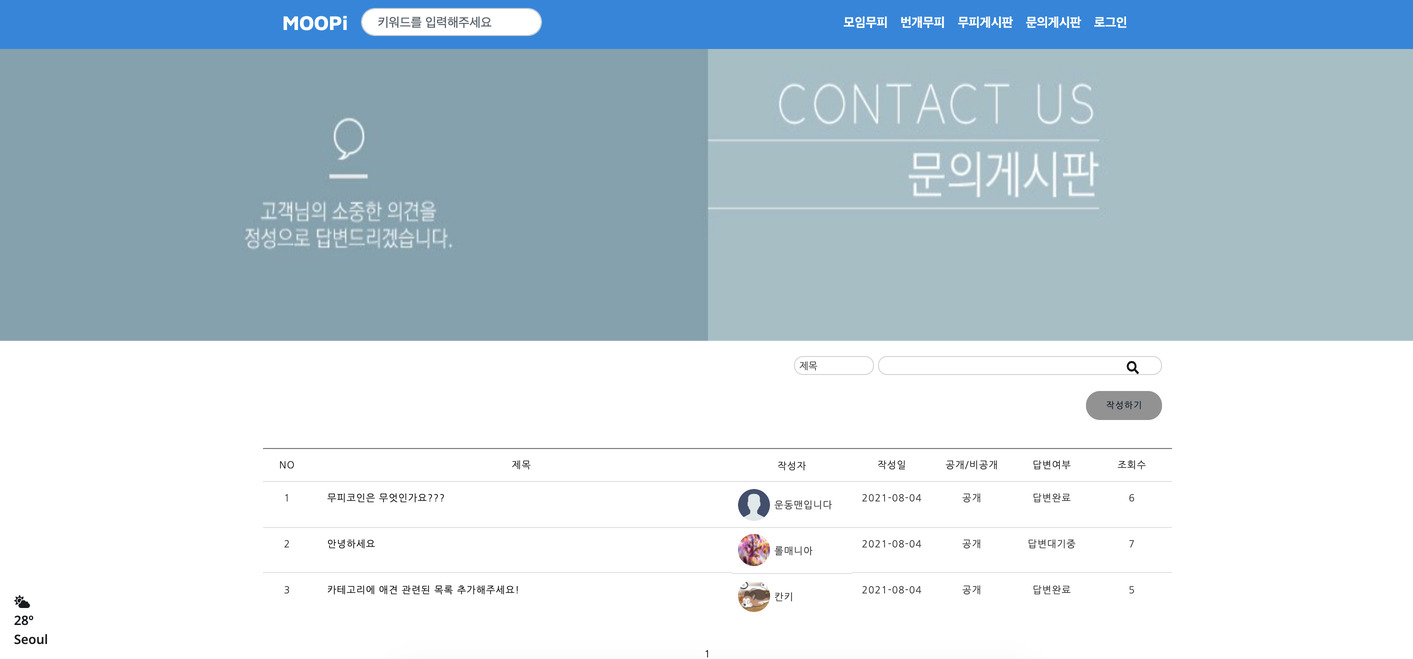 MOOPi 키워드를 입력해주세요 모임무피 번개무피 무피게시판 문의게시판 로그인
고객님의 소중한 의견을
정성으로 답변드리겠습니다.
CONTACT US
문의게시판
제목
작성하기
NO 제목 작성자 작성일 공개/비공개 답변여부 조회수
1 무피코인은 무엇인가요??? 운동맨입니다 2021-08-04 공개 답변완료 6
2 안녕하세요 롤매니아 2021-08-04 공개 답변대기중 7
3 카테고리에 애견 관련된 목록 추가해주세요! 칸키 2021-08-04 공개 답변완료 5
28º
Seoul
1